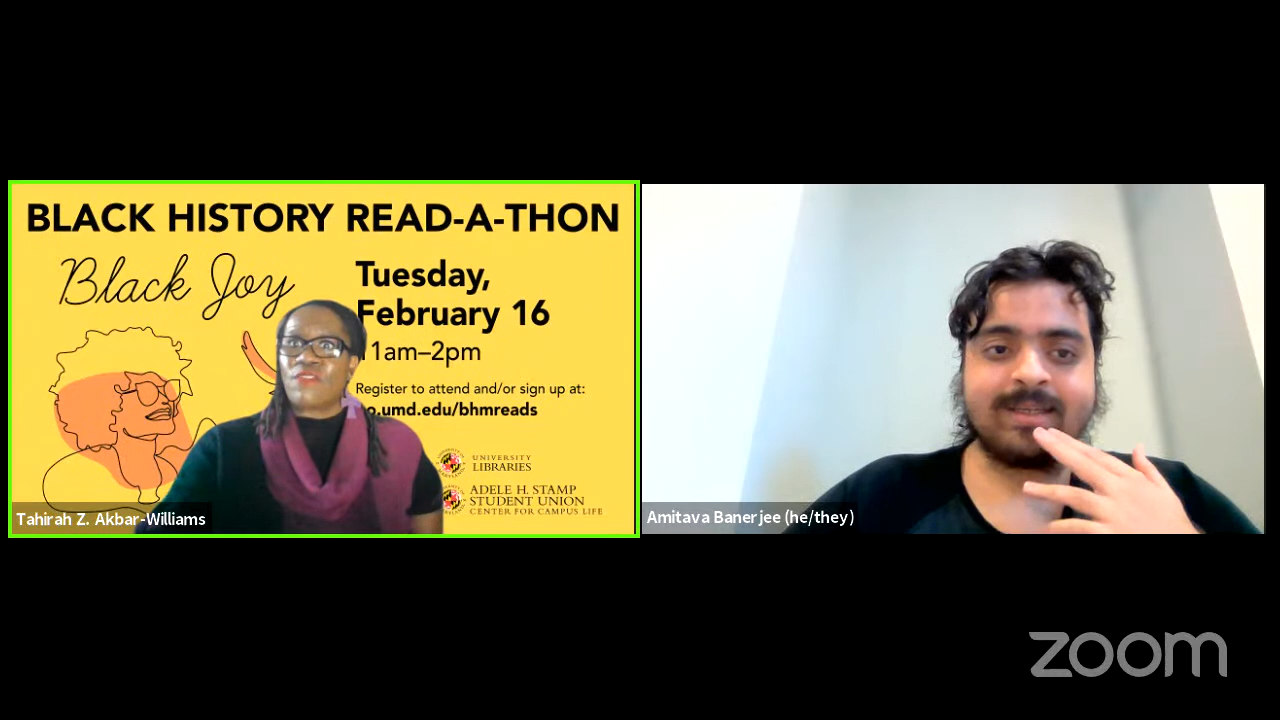 BLACK HISTORY READ-A-THON
Black Joy
Tuesday,
February 16
11am–2pm
Register to attend and/or sign up at:
go.umd.edu/bhmreads
UNIVERSITY
LIBRARIES
ADELE H. STAMP
STUDENT UNION
CENTER FOR CAMPUS LIFE
Tahirah Z. Akbar-Williams
Amitava Banerjee (he/they)
zoom